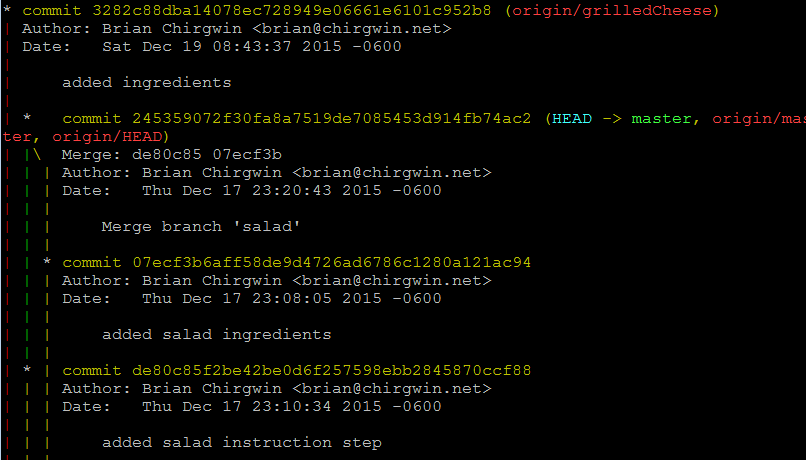 * commit 3282c88dba14078ec728949e06661e6101c952b8 (origin/grilledCheese)
| Author: Brian Chirgwin <brian@chirgwin.net>
| Date:   Sat Dec 19 08:43:37 2015 -0600
|
|     added ingredients
|
| *   commit 245359072f30fa8a7519de7085453d914fb74ac2 (HEAD -> master, origin/mas
ter, origin/HEAD)
| |\  Merge: de80c85 07ecf3b
| | | Author: Brian Chirgwin <brian@chirgwin.net>
| | | Date:   Thu Dec 17 23:20:43 2015 -0600
| | |
| | |     Merge branch 'salad'
| | |
| | * commit 07ecf3b6aff58de9d4726ad6786c1280a121ac94
| | | Author: Brian Chirgwin <brian@chirgwin.net>
| | | Date:   Thu Dec 17 23:08:05 2015 -0600
| | |
| | |     added salad ingredients
| | |
| * | commit de80c85f2be42be0d6f257598ebb2845870ccf88
| | | Author: Brian Chirgwin <brian@chirgwin.net>
| | | Date:   Thu Dec 17 23:10:34 2015 -0600
| | |
| | |     added salad instruction step
| | |